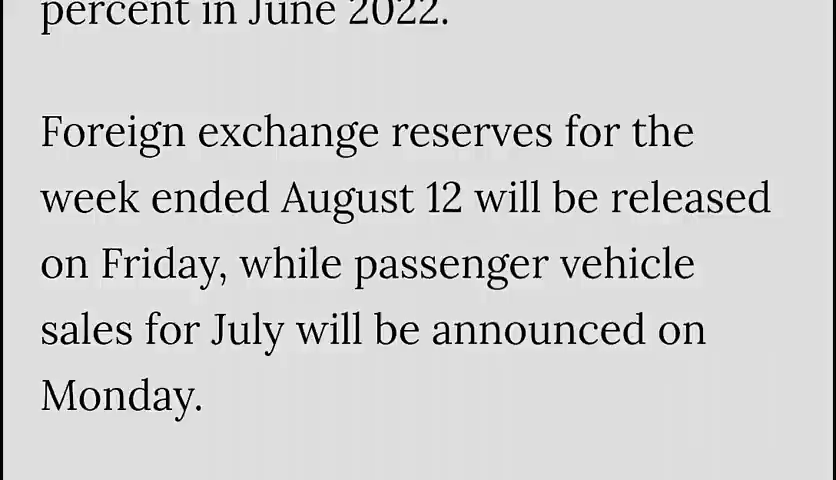 percent in June 2022.
Foreign exchange reserves for the
week ended August 12 will be released
on Friday, while passenger vehicle
sales for July will be announced on
Monday.